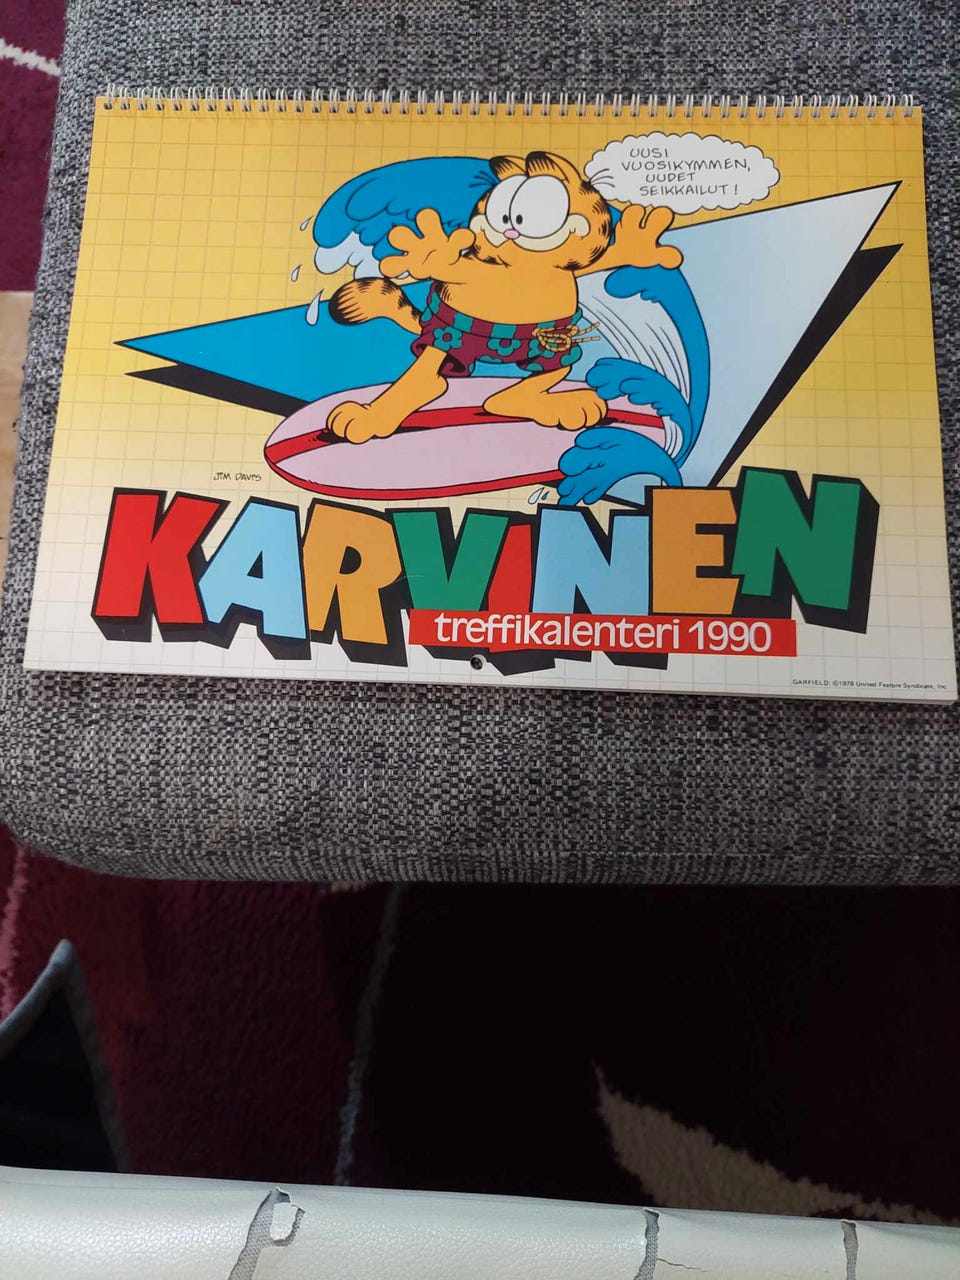 UUSI
VUOSIKYMMEN,
UUDET
SEIKKAILUT!
JIM DAVIS
KARVINEN
treffikalenteri 1990
GARFIELD: ©1978 United Feature Syndicate, Inc.